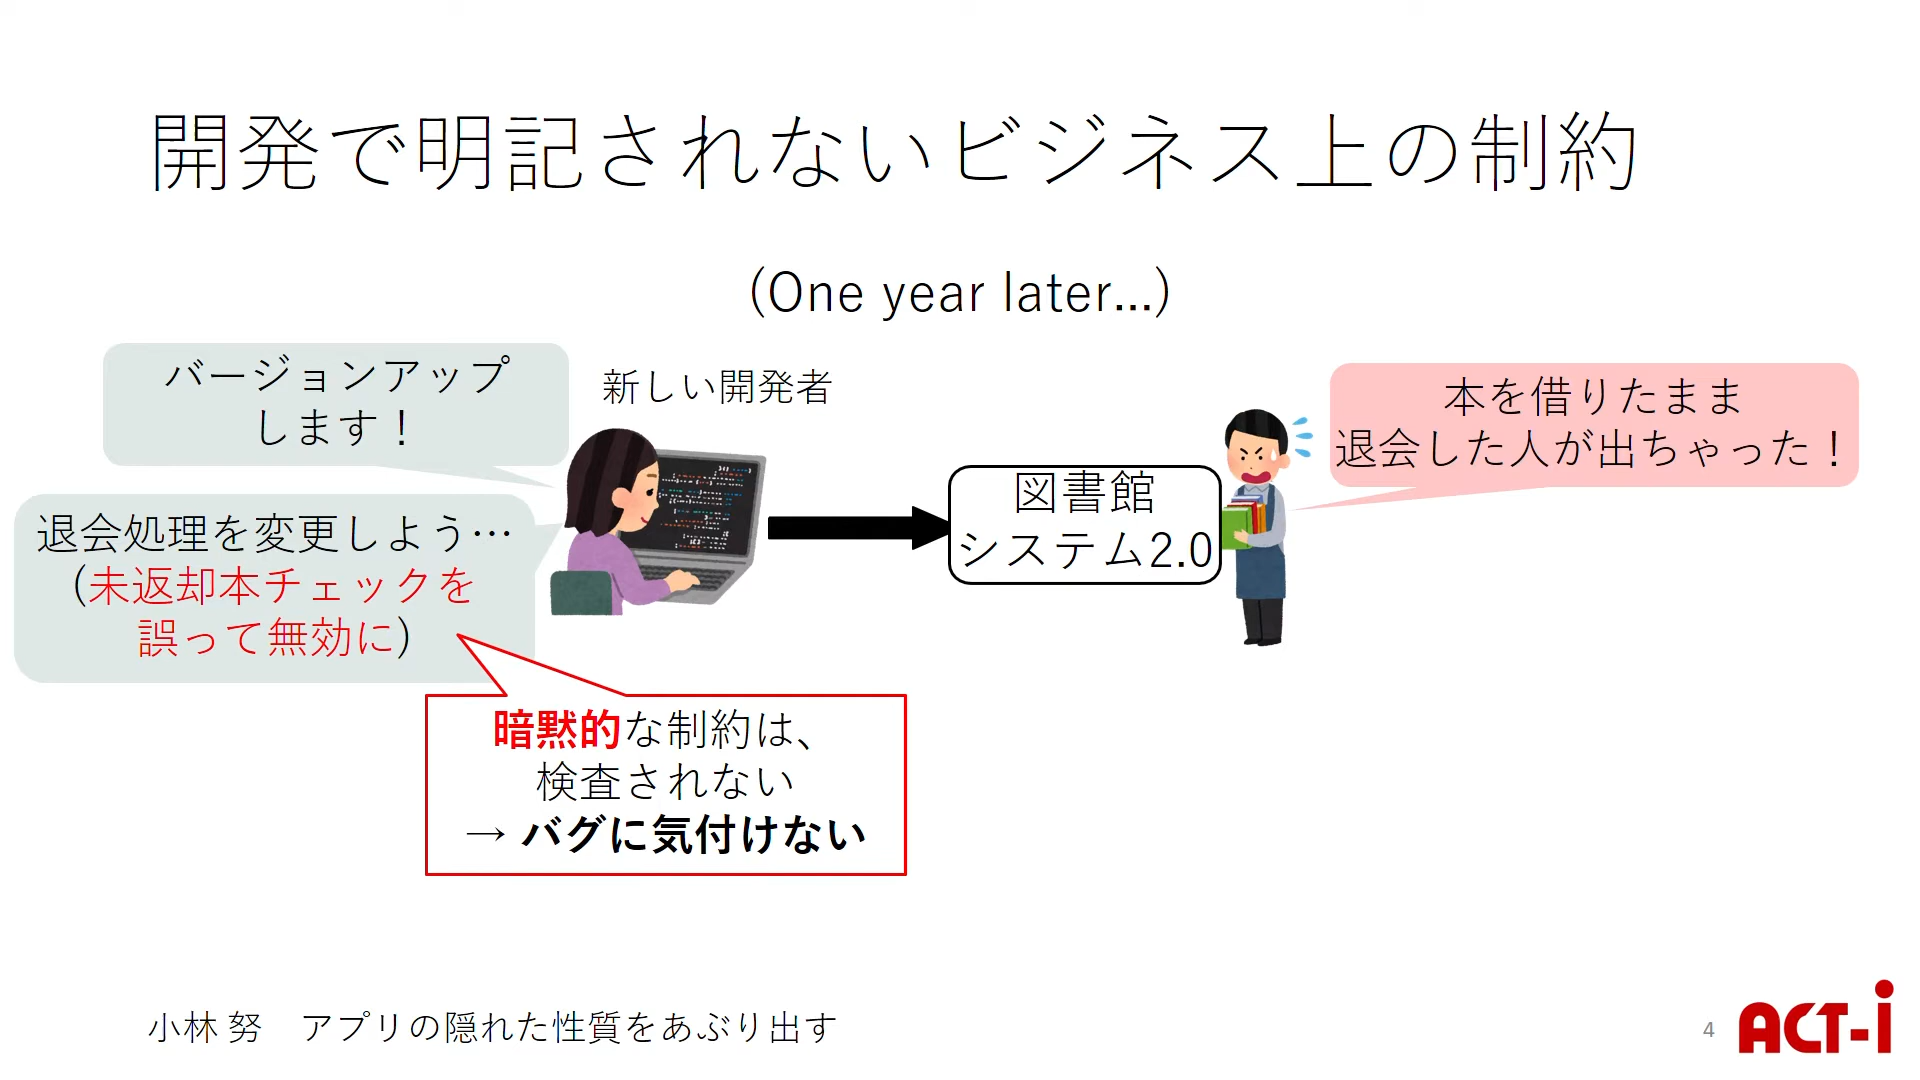 開発で明記されないビジネス上の制約
(One year later...)
バージョンアップ
します！
新しい開発者
退会処理を変更しよう…
(未返却本チェックを
誤って無効に)
図書館
システム2.0
本を借りたまま
退会した人が出ちゃった！
暗黙的な制約は、
検査されない
→ バグに気付けない
小林 努　アプリの隠れた性質をあぶり出す
4
ACT-i